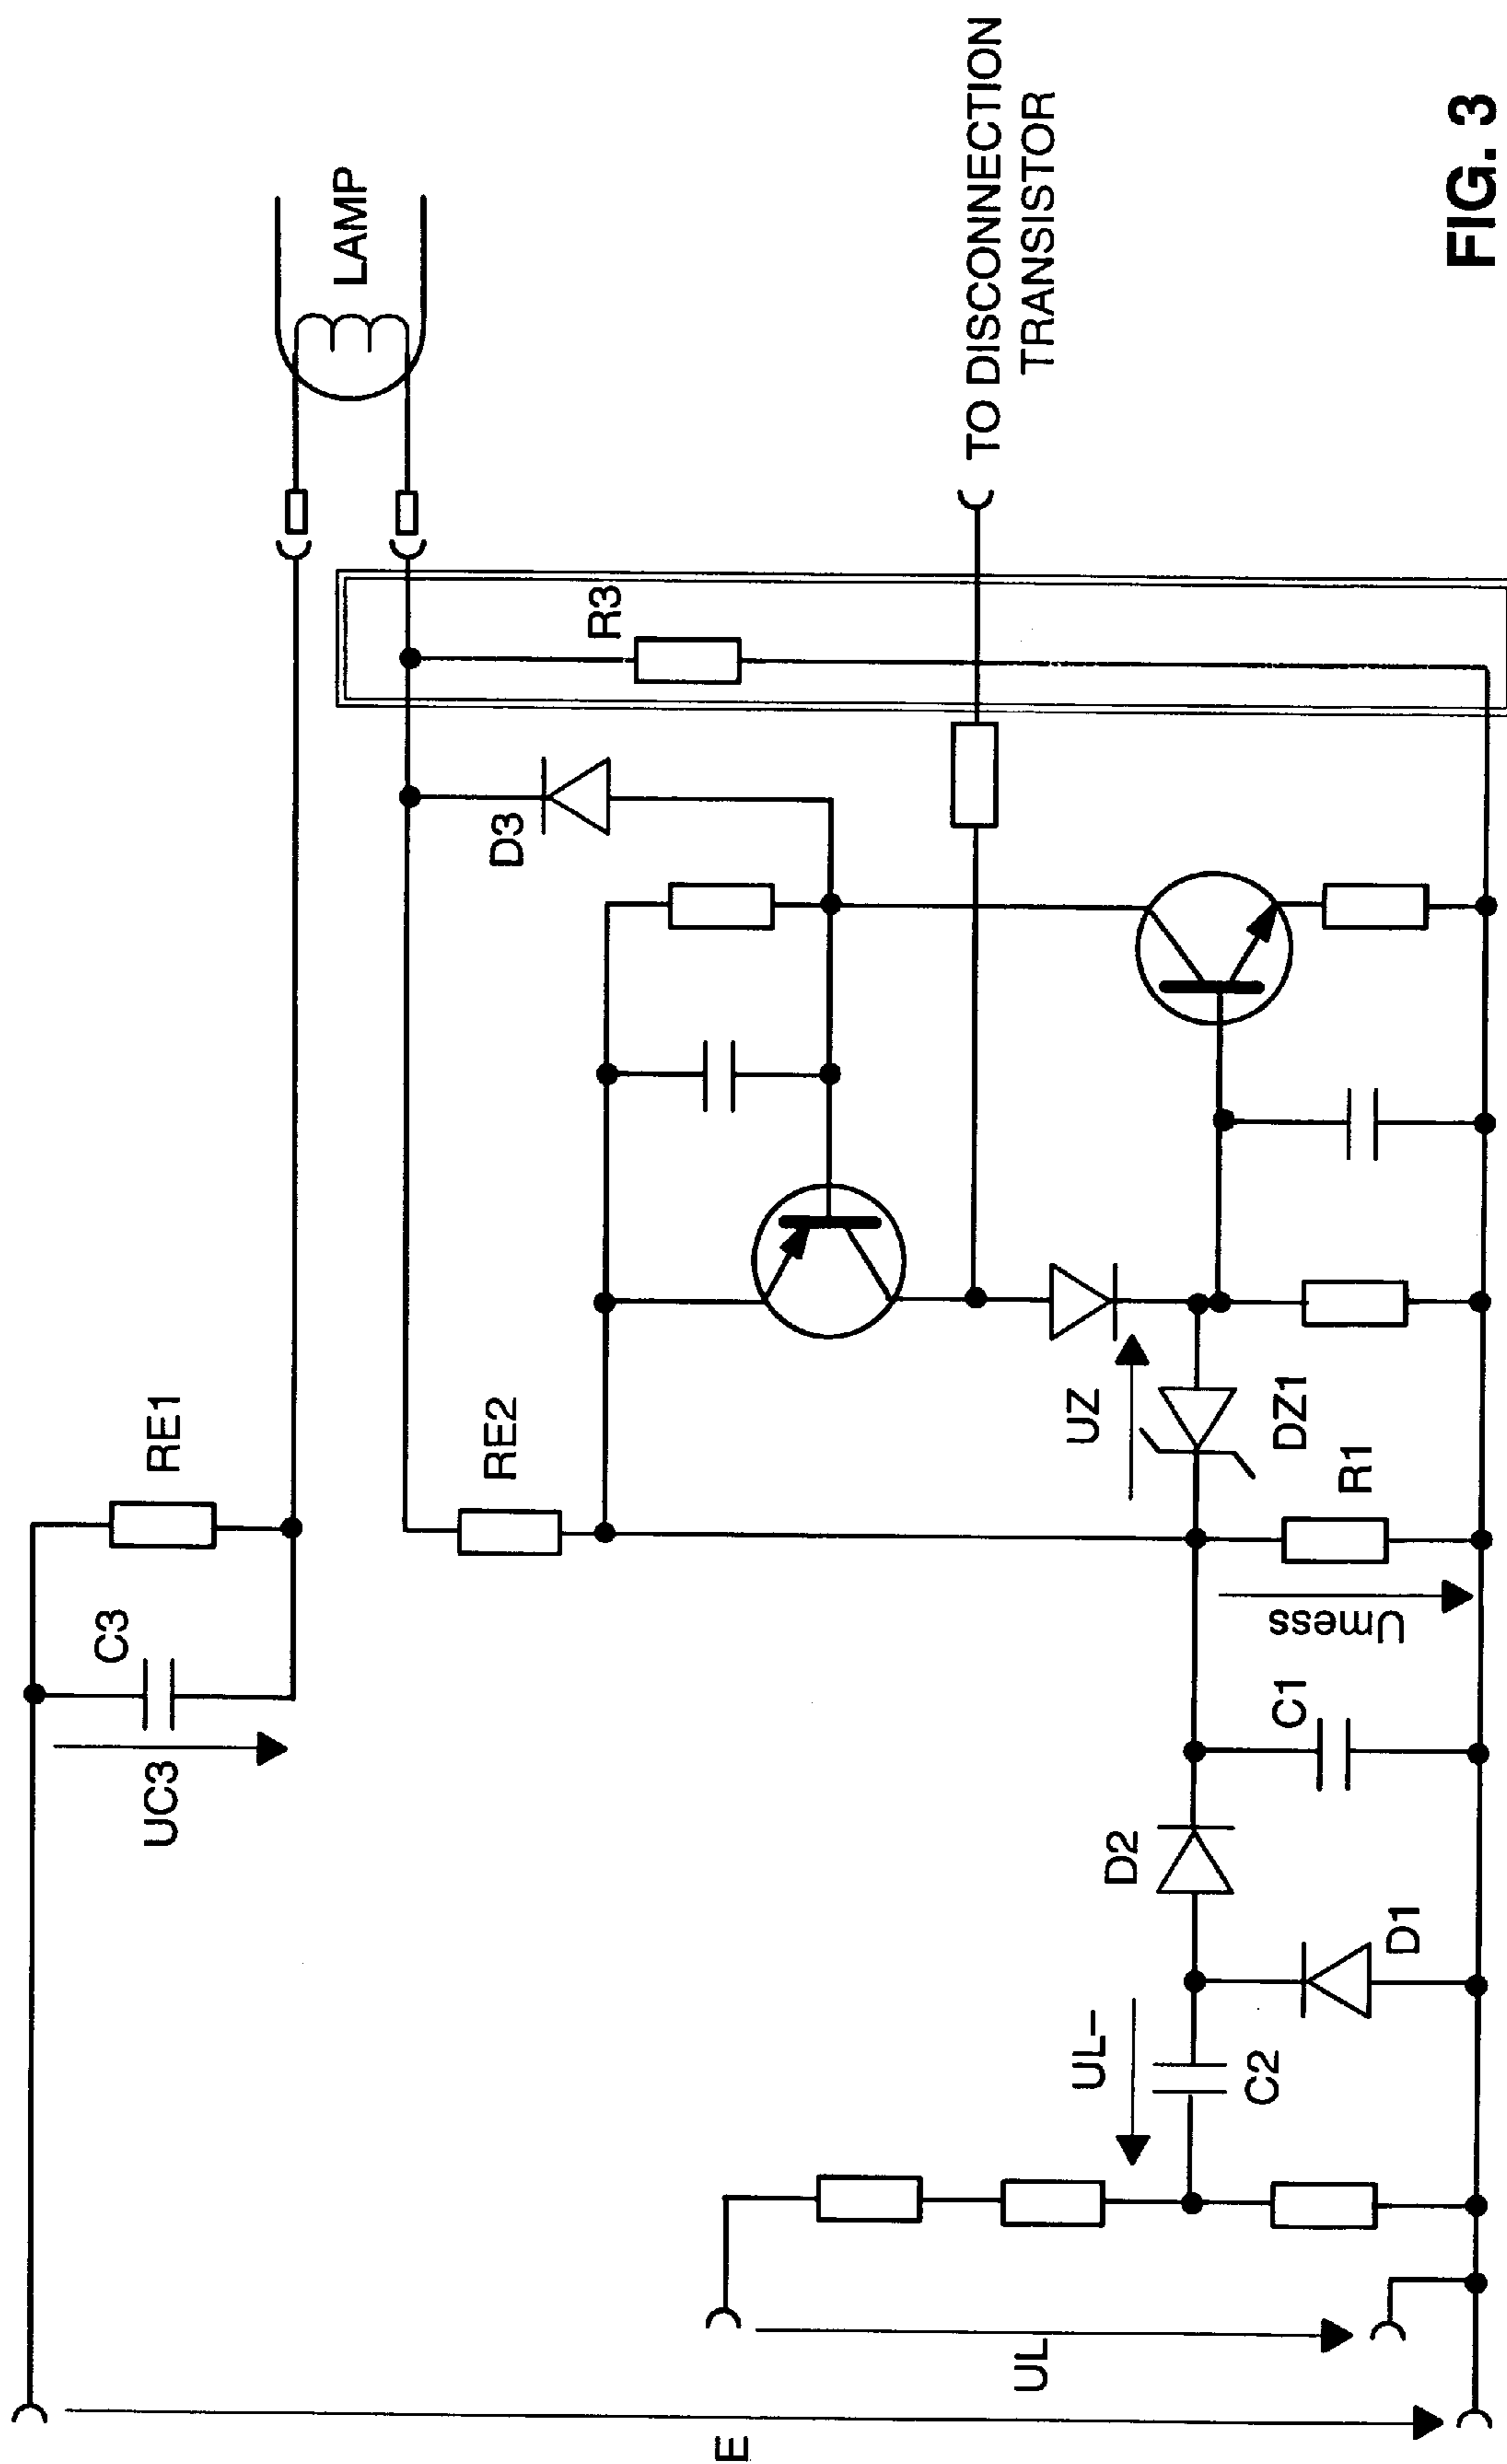 E
UL
UC3
C3
RE1
UL-
C2
D1
D2
C1
Umess
R1
RE2
UZ
DZ1
D3
R3
LAMP
TO DISCONNECTION
TRANSISTOR
FIG. 3